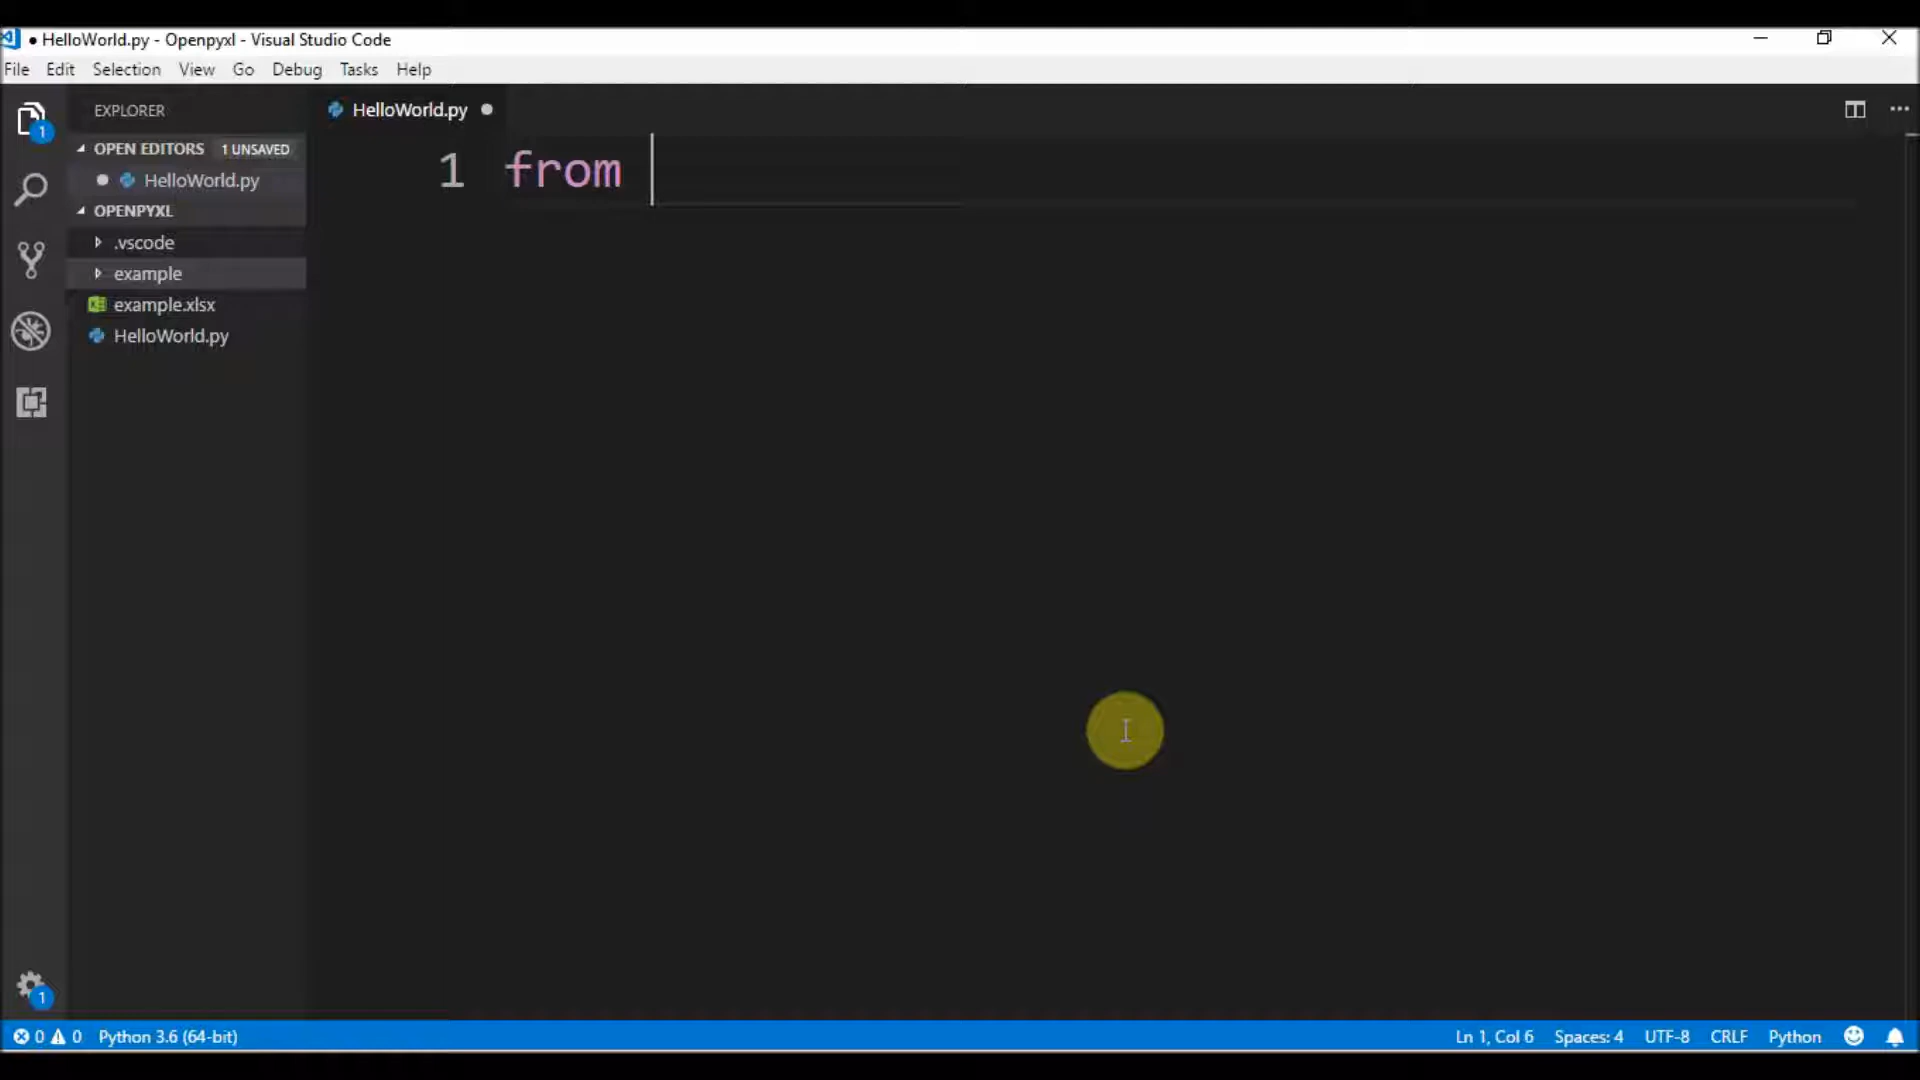 ● HelloWorld.py - Openpyxl - Visual Studio Code
File Edit Selection View Go Debug Tasks Help
EXPLORER
HelloWorld.py
OPEN EDITORS 1 UNSAVED
HelloWorld.py
OPENPYXL
.vscode
example
example.xlsx
HelloWorld.py
1 from
1
1
0 0 Python 3.6 (64-bit) Ln 1, Col 6 Spaces: 4 UTF-8 CRLF Python